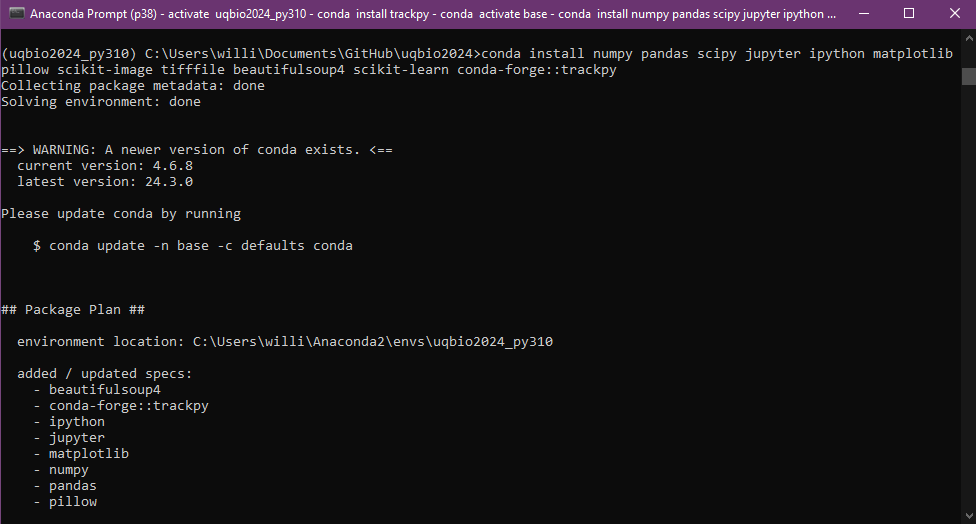 Anaconda Prompt (p38) - activate  uqbio2024_py310 - conda  install trackpy - conda  activate base - conda  install numpy pandas scipy jupyter ipython ...
(uqbio2024_py310) C:\Users\willi\Documents\GitHub\uqbio2024>conda install numpy pandas scipy jupyter ipython matplotlib
pillow scikit-image tifffile beautifulsoup4 scikit-learn conda-forge::trackpy
Collecting package metadata: done
Solving environment: done
==> WARNING: A newer version of conda exists. <==
  current version: 4.6.8
  latest version: 24.3.0
Please update conda by running
    $ conda update -n base -c defaults conda
## Package Plan ##
  environment location: C:\Users\willi\Anaconda2\envs\uqbio2024_py310
  added / updated specs:
    - beautifulsoup4
    - conda-forge::trackpy
    - ipython
    - jupyter
    - matplotlib
    - numpy
    - pandas
    - pillow